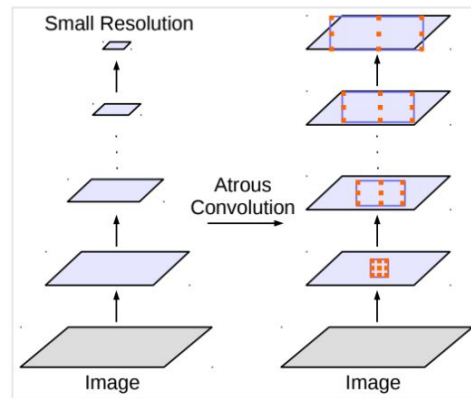 Small Resolution
Atrous
Convolution
Image
Image